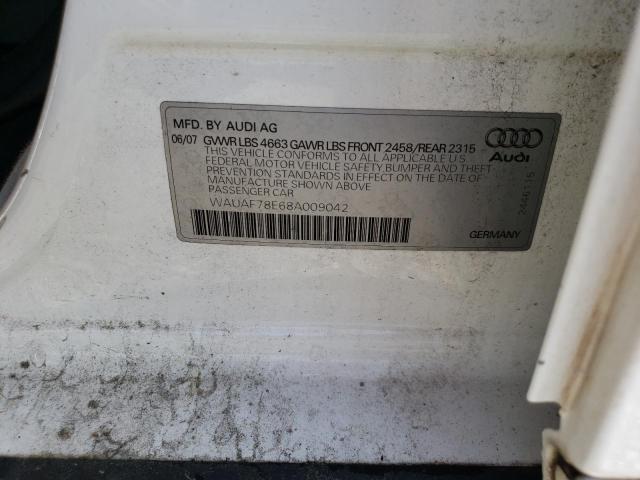 MFD. BY AUDI AG
06/07 GVWR LBS 4663 GAWR LBS FRONT 2458/REAR 2315
THIS VEHICLE CONFORMS TO ALL APPLICABLE U.S.
FEDERAL MOTOR VEHICLE SAFETY BUMPER AND THEFT
PREVENTION STANDARDS IN EFFECT ON THE DATE OF
MANUFACTURE SHOWN ABOVE
PASSENGER CAR
WAUAF78E68A009042
Audi
2446115
GERMANY